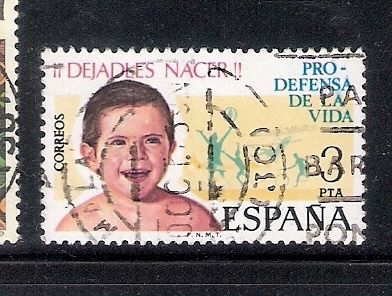 ¡¡ DEJADLES NACER !!
PRO-
DEFENSA
DE LA
VIDA
CORREOS
3
PTA
ESPAÑA
F.N.M.T.